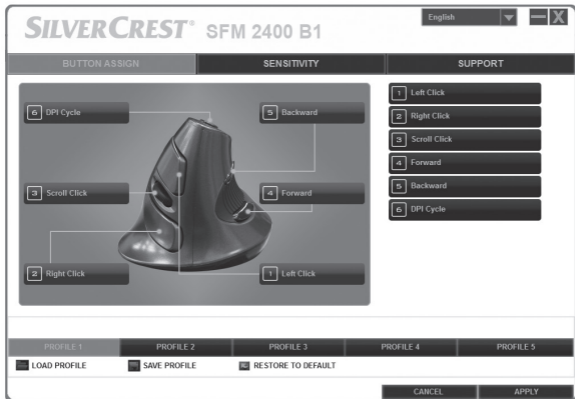 SILVERCREST® SFM 2400 B1
English
BUTTON ASSIGN SENSITIVITY SUPPORT
6 DPI Cycle
5 Backward
3 Scroll Click
4 Forward
2 Right Click
1 Left Click
1 Left Click
2 Right Click
3 Scroll Click
4 Forward
5 Backward
6 DPI Cycle
PROFILE 1 PROFILE 2 PROFILE 3 PROFILE 4 PROFILE 5
LOAD PROFILE SAVE PROFILE RESTORE TO DEFAULT
CANCEL APPLY